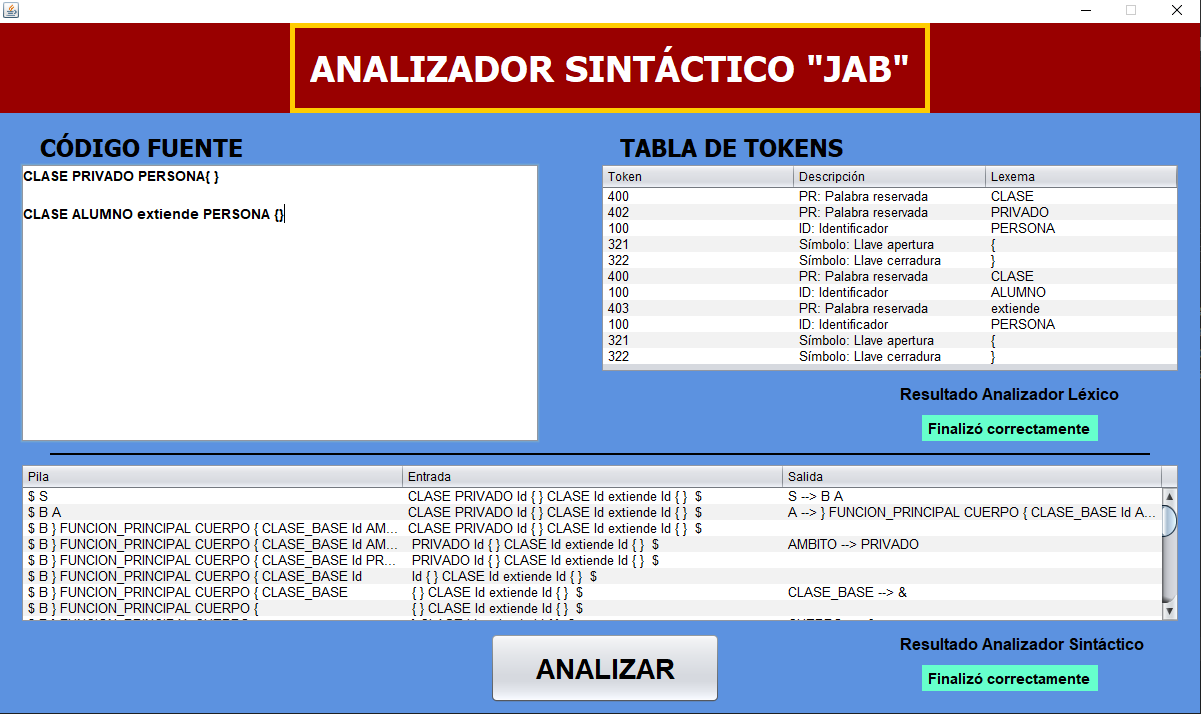 ANALIZADOR SINTÁCTICO "JAB"
CÓDIGO FUENTE
CLASE PRIVADO PERSONA{ }
CLASE ALUMNO extiende PERSONA {}
TABLA DE TOKENS
Token Descripción Lexema
400 PR: Palabra reservada CLASE
402 PR: Palabra reservada PRIVADO
100 ID: Identificador PERSONA
321 Símbolo: Llave apertura {
322 Símbolo: Llave cerradura }
400 PR: Palabra reservada CLASE
100 ID: Identificador ALUMNO
403 PR: Palabra reservada extiende
100 ID: Identificador PERSONA
321 Símbolo: Llave apertura {
322 Símbolo: Llave cerradura }
Resultado Analizador Léxico
Finalizó correctamente
Pila Entrada Salida
$ S CLASE PRIVADO Id { } CLASE Id extiende Id { } $ S --> B A
$ B A CLASE PRIVADO Id { } CLASE Id extiende Id { } $ A --> } FUNCION_PRINCIPAL CUERPO { CLASE_BASE Id A...
$ B } FUNCION_PRINCIPAL CUERPO { CLASE_BASE Id AM... CLASE PRIVADO Id { } CLASE Id extiende Id { } $
$ B } FUNCION_PRINCIPAL CUERPO { CLASE_BASE Id AM... PRIVADO Id { } CLASE Id extiende Id { } $ AMBITO --> PRIVADO
$ B } FUNCION_PRINCIPAL CUERPO { CLASE_BASE Id PR... PRIVADO Id { } CLASE Id extiende Id { } $
$ B } FUNCION_PRINCIPAL CUERPO { CLASE_BASE Id Id { } CLASE Id extiende Id { } $
$ B } FUNCION_PRINCIPAL CUERPO { CLASE_BASE { } CLASE Id extiende Id { } $ CLASE_BASE --> &
$ B } FUNCION_PRINCIPAL CUERPO { { } CLASE Id extiende Id { } $
ANALIZAR
Resultado Analizador Sintáctico
Finalizó correctamente